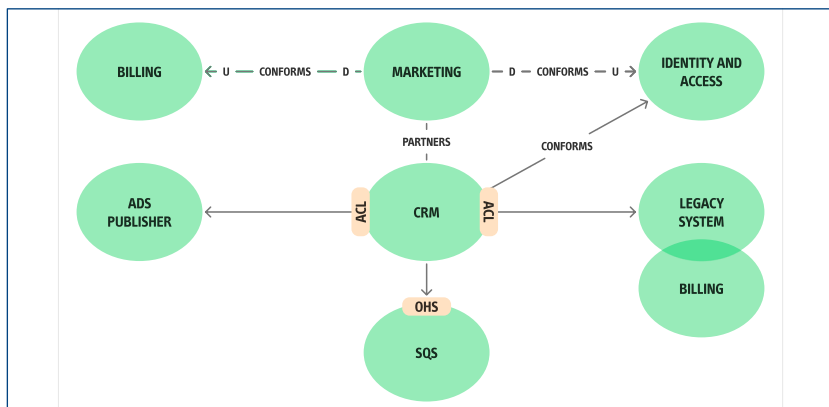 BILLING
U
CONFORMS
D
MARKETING
D
CONFORMS
U
IDENTITY AND
ACCESS
PARTNERS
CONFORMS
ADS
PUBLISHER
ACL
CRM
ACL
LEGACY
SYSTEM
BILLING
OHS
SQS